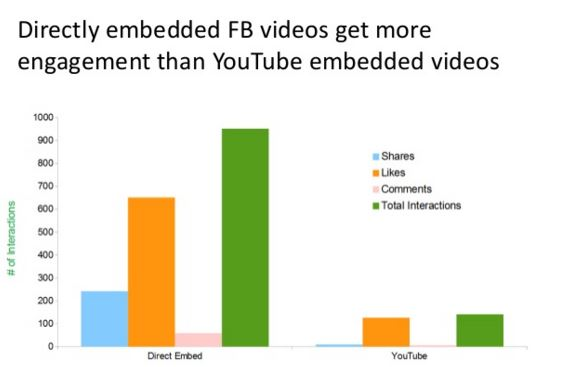 Directly embedded FB videos get more
engagement than YouTube embedded videos
1000
900
800
700
600
500
400
300
200
100
0
# of Interactions
Shares
Likes
Comments
Total Interactions
Direct Embed
YouTube